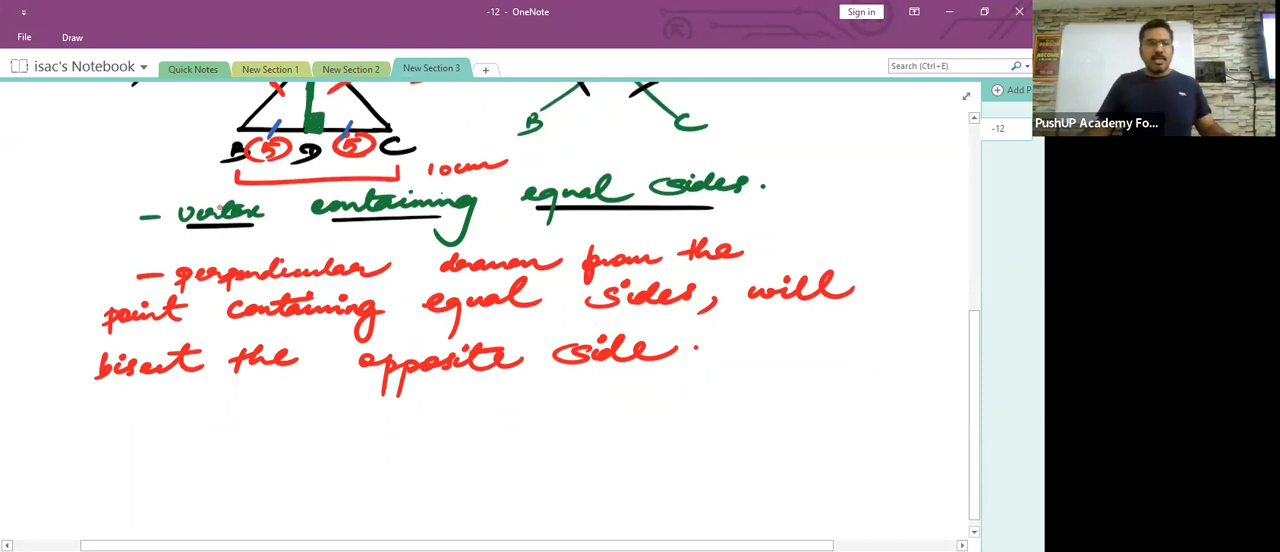 -12 - OneNote
Sign in
File
Draw
isac's Notebook
Quick Notes
New Section 1
New Section 2
New Section 3
Search (Ctrl+E)
Add P
-12
PushUP Academy Fo...
B
C
B 5 D 5 C
10cm
- vertex containing equal sides.
- perpendicular drawn from the
point containing equal sides, will
bisect the opposite side.